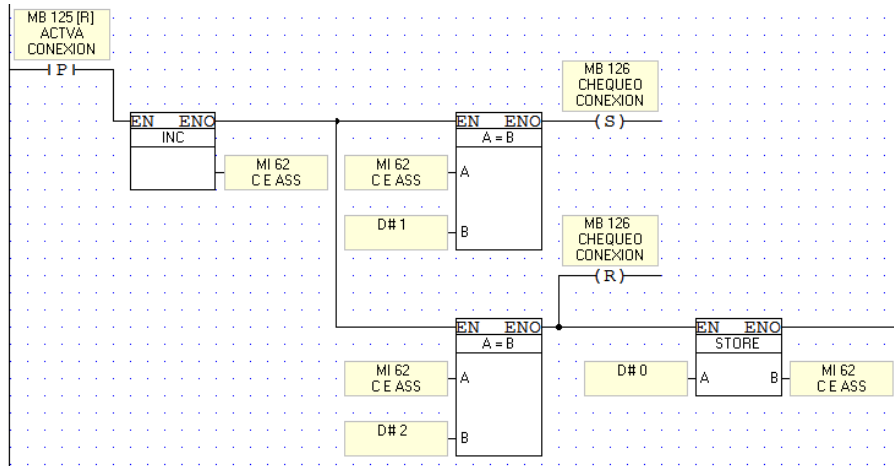 MB 125 [R]
ACTVA
CONEXION
P
EN ENO
INC
MI 62
C E ASS
EN ENO
A = B
MI 62
C E ASS
A
D# 1
B
MB 126
CHEQUEO
CONEXION
(S)
MB 126
CHEQUEO
CONEXION
(R)
EN ENO
A = B
MI 62
C E ASS
A
D# 2
B
EN ENO
STORE
D# 0
A
B
MI 62
C E ASS